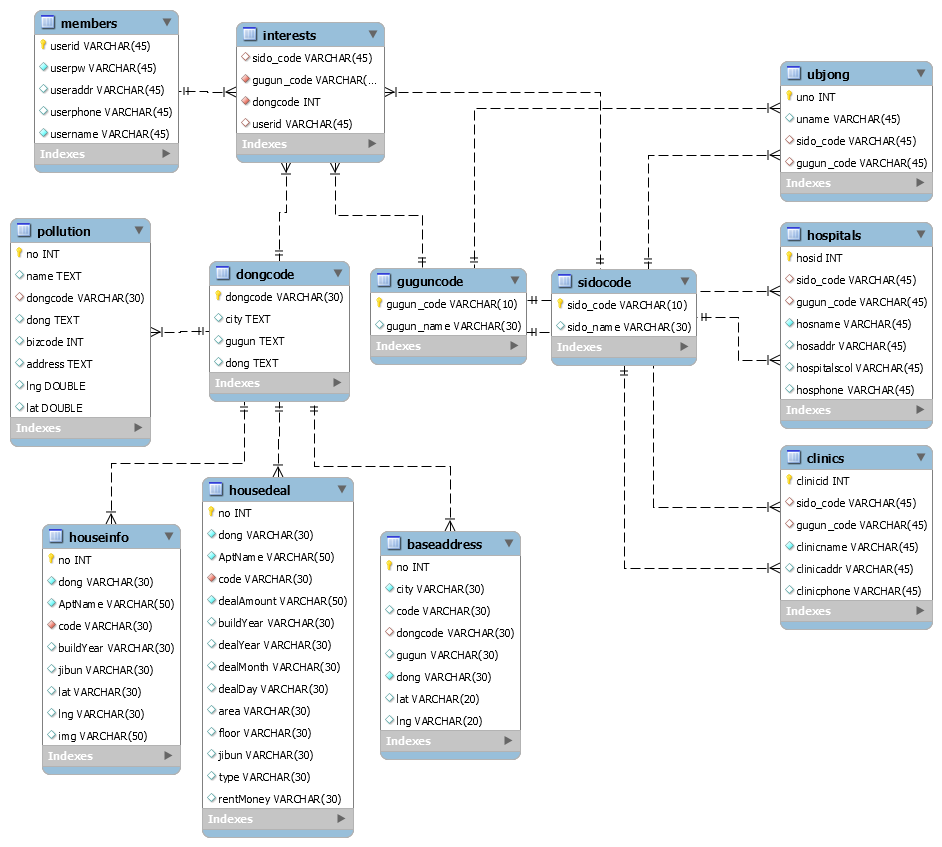 members
userid VARCHAR(45)
userpw VARCHAR(45)
useraddr VARCHAR(45)
userphone VARCHAR(45)
username VARCHAR(45)
Indexes
interests
sido_code VARCHAR(45)
gugun_code VARCHAR(...
dongcode INT
userid VARCHAR(45)
Indexes
ubjong
uno INT
uname VARCHAR(45)
sido_code VARCHAR(45)
gugun_code VARCHAR(45)
Indexes
pollution
no INT
name TEXT
dongcode VARCHAR(30)
dong TEXT
bizcode INT
address TEXT
lng DOUBLE
lat DOUBLE
Indexes
dongcode
dongcode VARCHAR(30)
city TEXT
gugun TEXT
dong TEXT
Indexes
guguncode
gugun_code VARCHAR(10)
gugun_name VARCHAR(30)
Indexes
sidocode
sido_code VARCHAR(10)
sido_name VARCHAR(30)
Indexes
hospitals
hosid INT
sido_code VARCHAR(45)
gugun_code VARCHAR(45)
hosname VARCHAR(45)
hosaddr VARCHAR(45)
hospitalscol VARCHAR(45)
hosphone VARCHAR(45)
Indexes
clinics
clinicid INT
sido_code VARCHAR(45)
gugun_code VARCHAR(45)
clinicname VARCHAR(45)
clinicaddr VARCHAR(45)
clinicphone VARCHAR(45)
Indexes
houseinfo
no INT
dong VARCHAR(30)
AptName VARCHAR(50)
code VARCHAR(30)
buildYear VARCHAR(30)
jibun VARCHAR(30)
lat VARCHAR(30)
lng VARCHAR(30)
img VARCHAR(50)
Indexes
housedeal
no INT
dong VARCHAR(30)
AptName VARCHAR(50)
code VARCHAR(30)
dealAmount VARCHAR(50)
buildYear VARCHAR(30)
dealYear VARCHAR(30)
dealMonth VARCHAR(30)
dealDay VARCHAR(30)
area VARCHAR(30)
floor VARCHAR(30)
jibun VARCHAR(30)
type VARCHAR(30)
rentMoney VARCHAR(30)
Indexes
baseaddress
no INT
city VARCHAR(30)
code VARCHAR(30)
dongcode VARCHAR(30)
gugun VARCHAR(30)
dong VARCHAR(30)
lat VARCHAR(20)
lng VARCHAR(20)
Indexes